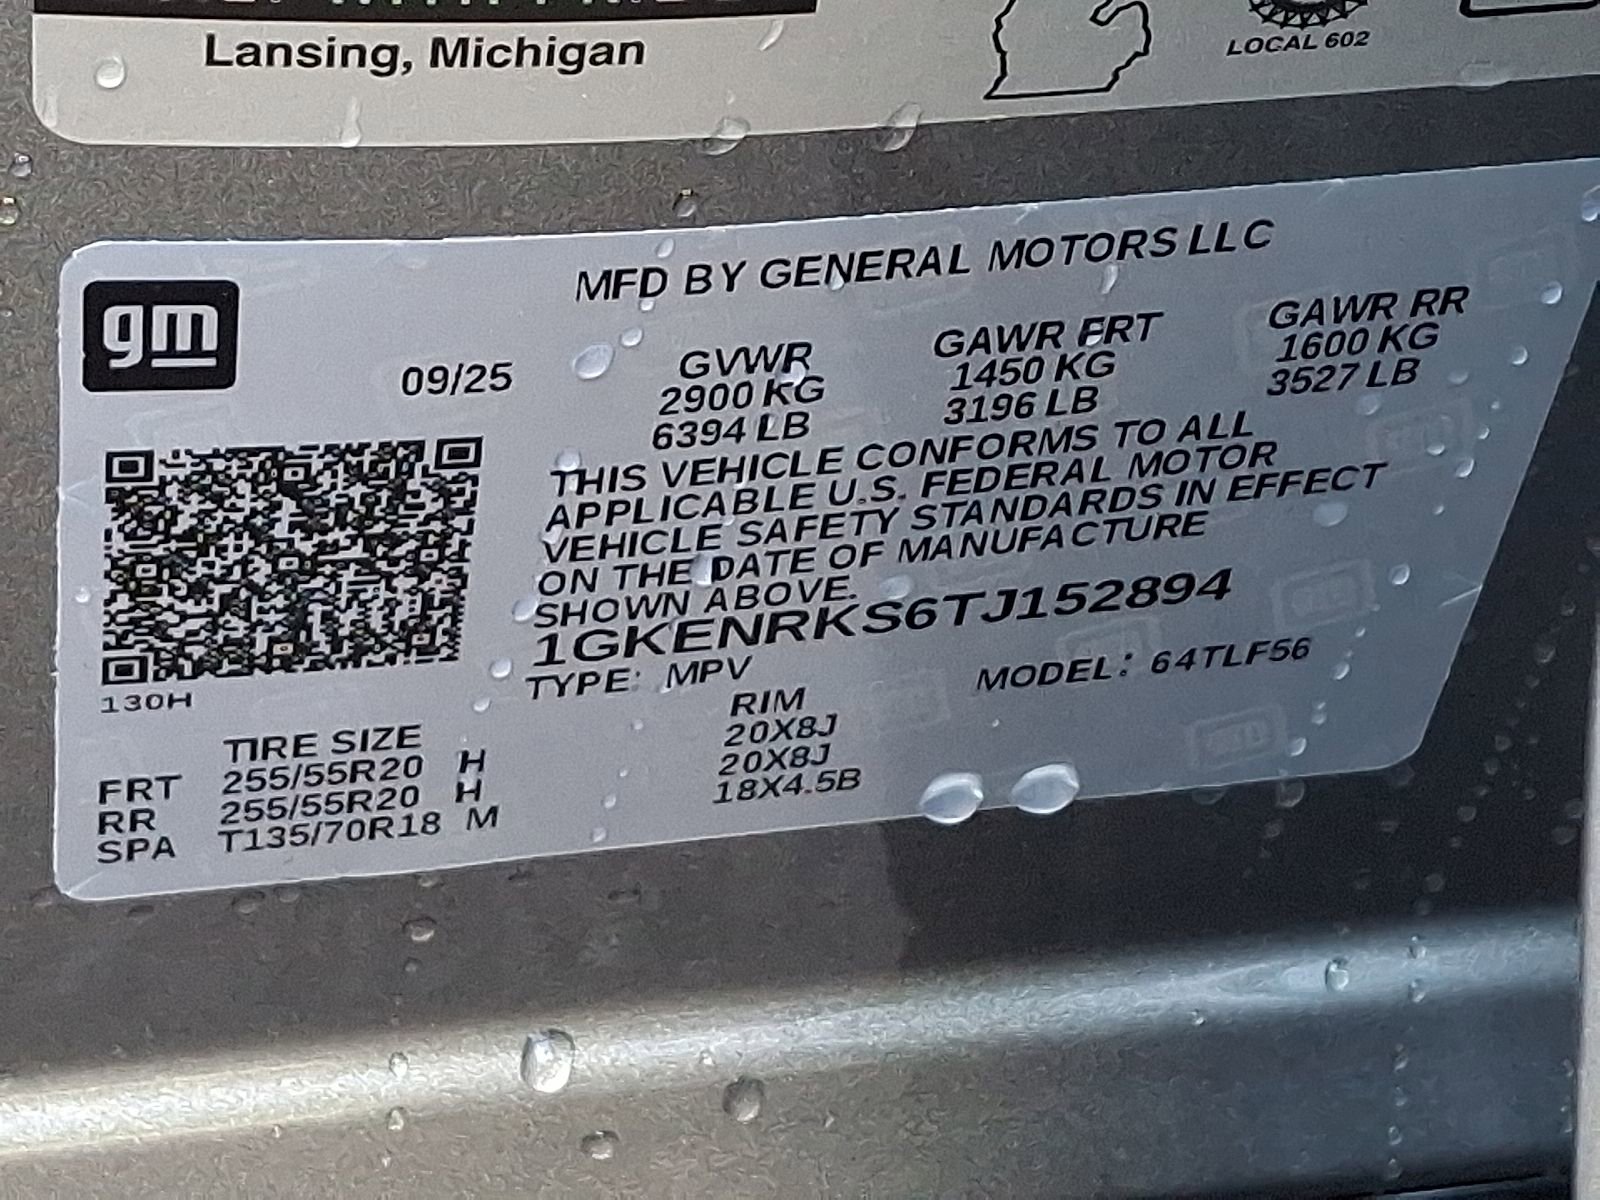 Lansing, Michigan
LOCAL 602
gm
MFD BY GENERAL MOTORS LLC
09/25
GVWR GAWR FRT GAWR RR
2900 KG 1450 KG 1600 KG
6394 LB 3196 LB 3527 LB
THIS VEHICLE CONFORMS TO ALL
APPLICABLE U.S. FEDERAL MOTOR
VEHICLE SAFETY STANDARDS IN EFFECT
ON THE DATE OF MANUFACTURE
SHOWN ABOVE.
1GKENRKS6TJ152894
TYPE: MPV MODEL: 64TLF56
130H
TIRE SIZE RIM
FRT 255/55R20 H 20X8J
RR 255/55R20 H 20X8J
SPA T135/70R18 M 18X4.5B